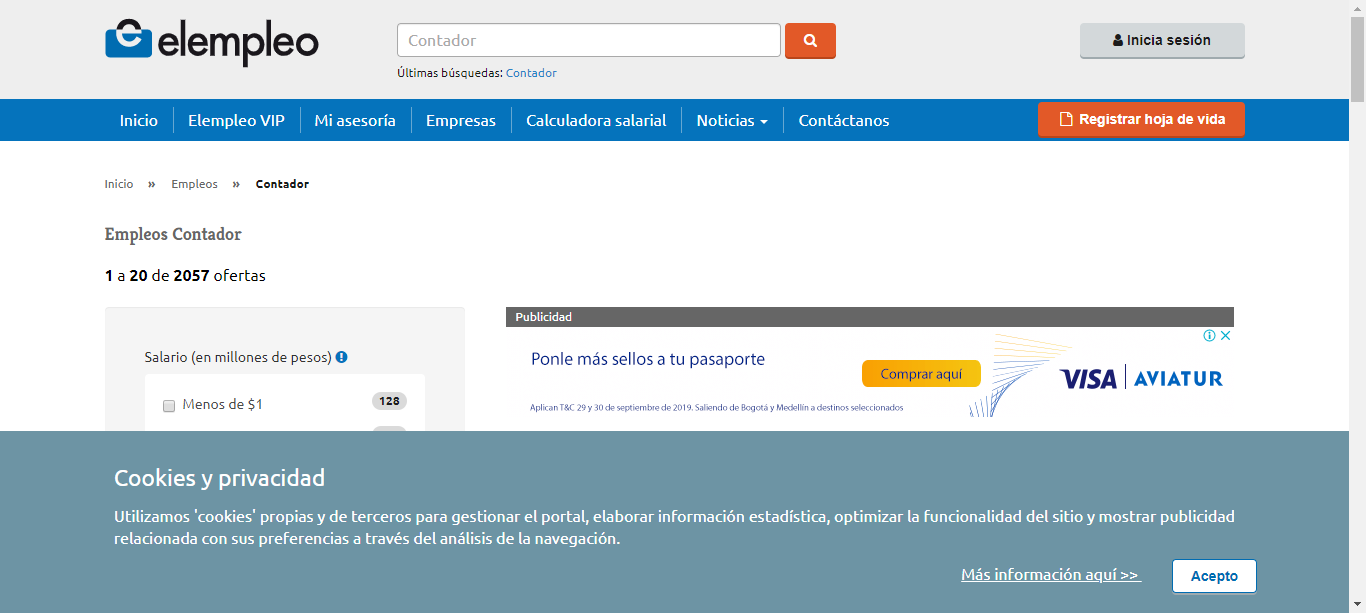 elempleo
Contador
Últimas búsquedas: Contador
Inicia sesión
Inicio
Elempleo VIP
Mi asesoría
Empresas
Calculadora salarial
Noticias
Contáctanos
Registrar hoja de vida
Inicio » Empleos » Contador
Empleos Contador
1 a 20 de 2057 ofertas
Salario (en millones de pesos)
Menos de $1 128
Publicidad
Ponle más sellos a tu pasaporte
Comprar aquí
VISA AVIATUR
Aplican T&C 29 y 30 de septiembre de 2019. Saliendo de Bogotá y Medellín a destinos seleccionados
Cookies y privacidad
Utilizamos 'cookies' propias y de terceros para gestionar el portal, elaborar información estadística, optimizar la funcionalidad del sitio y mostrar publicidad
relacionada con sus preferencias a través del análisis de la navegación.
Más información aquí >>
Acepto